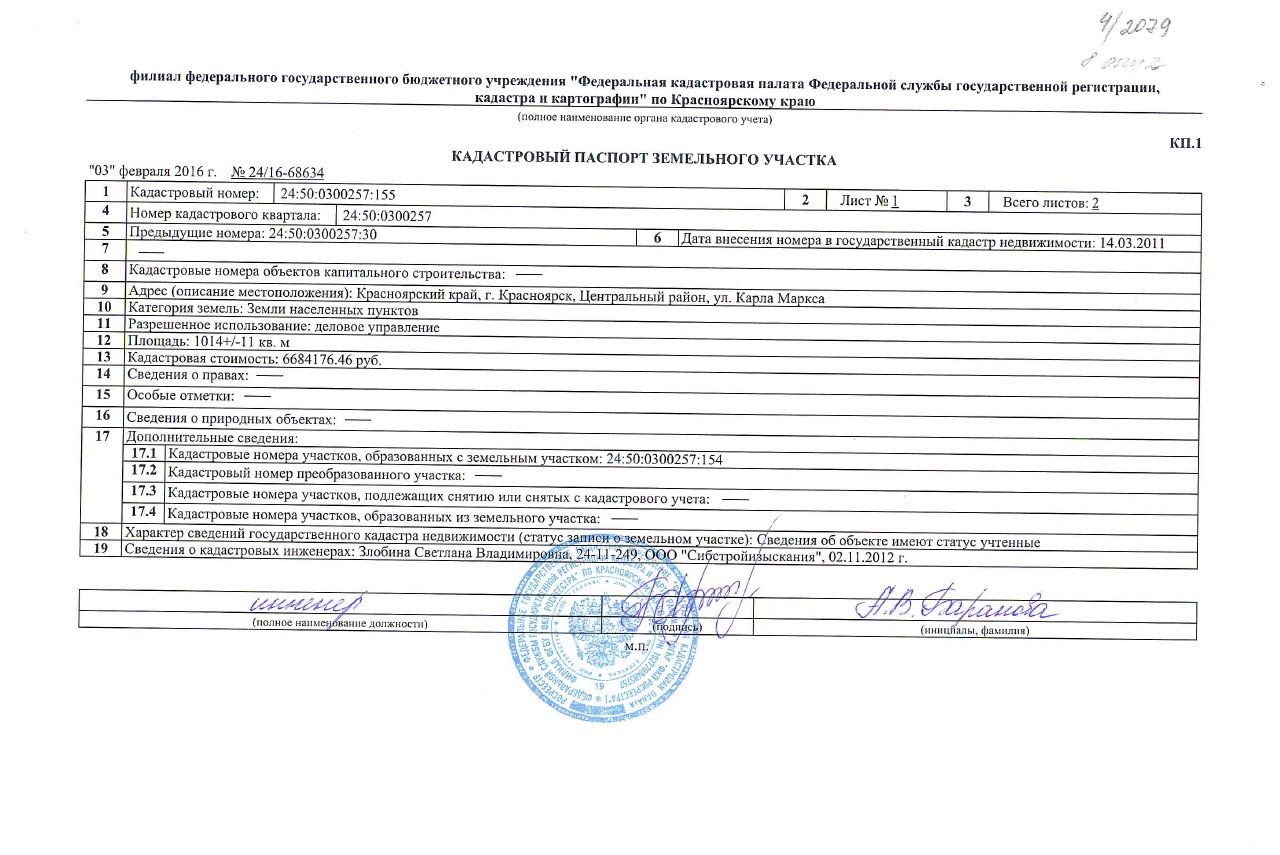 4/2079
филиал федерального государственного бюджетного учреждения "Федеральная кадастровая палата Федеральной службы государственной регистрации,
кадастра и картографии" по Красноярскому краю
(полное наименование органа кадастрового учета)
КП.1
КАДАСТРОВЫЙ ПАСПОРТ ЗЕМЕЛЬНОГО УЧАСТКА
"03" февраля 2016 г. № 24/16-68634
1 Кадастровый номер: 24:50:0300257:155 2 Лист № 1 3 Всего листов: 2
4 Номер кадастрового квартала: 24:50:0300257
5 Предыдущие номера: 24:50:0300257:30 6 Дата внесения номера в государственный кадастр недвижимости: 14.03.2011
7 ——
8 Кадастровые номера объектов капитального строительства: ——
9 Адрес (описание местоположения): Красноярский край, г. Красноярск, Центральный район, ул. Карла Маркса
10 Категория земель: Земли населенных пунктов
11 Разрешенное использование: деловое управление
12 Площадь: 1014+/-11 кв. м
13 Кадастровая стоимость: 6684176.46 руб.
14 Сведения о правах: ——
15 Особые отметки: ——
16 Сведения о природных объектах: ——
17 Дополнительные сведения:
17.1 Кадастровые номера участков, образованных с земельным участком: 24:50:0300257:154
17.2 Кадастровый номер преобразованного участка: ——
17.3 Кадастровые номера участков, подлежащих снятию или снятых с кадастрового учета: ——
17.4 Кадастровые номера участков, образованных из земельного участка: ——
18 Характер сведений государственного кадастра недвижимости (статус записи о земельном участке): Сведения об объекте имеют статус учтенные
19 Сведения о кадастровых инженерах: Злобина Светлана Владимировна, 24-11-249, ООО "Сибстройизыскания", 02.11.2012 г.
инженер А.В. Баранова
(полное наименование должности) (подпись) (инициалы, фамилия)
м.п.